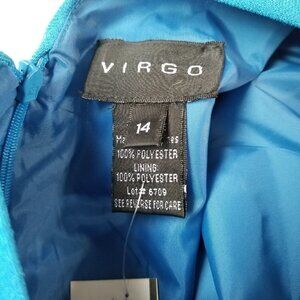 VIRGO
14
100% POLYESTER
LINING:
100% POLYESTER
Lot# 6709
SEE REVERSE FOR CARE